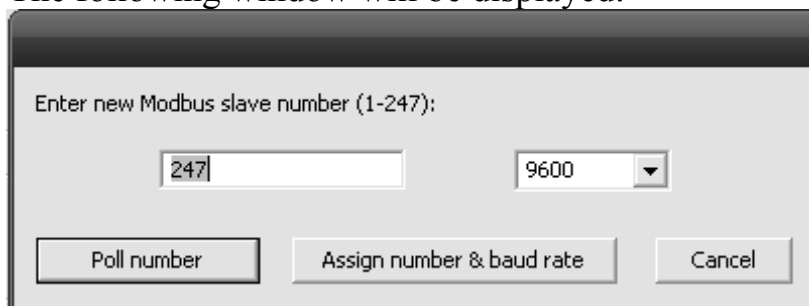 The following window will be displayed:
Enter new Modbus slave number (1-247):
247
9600
Poll number
Assign number & baud rate
Cancel